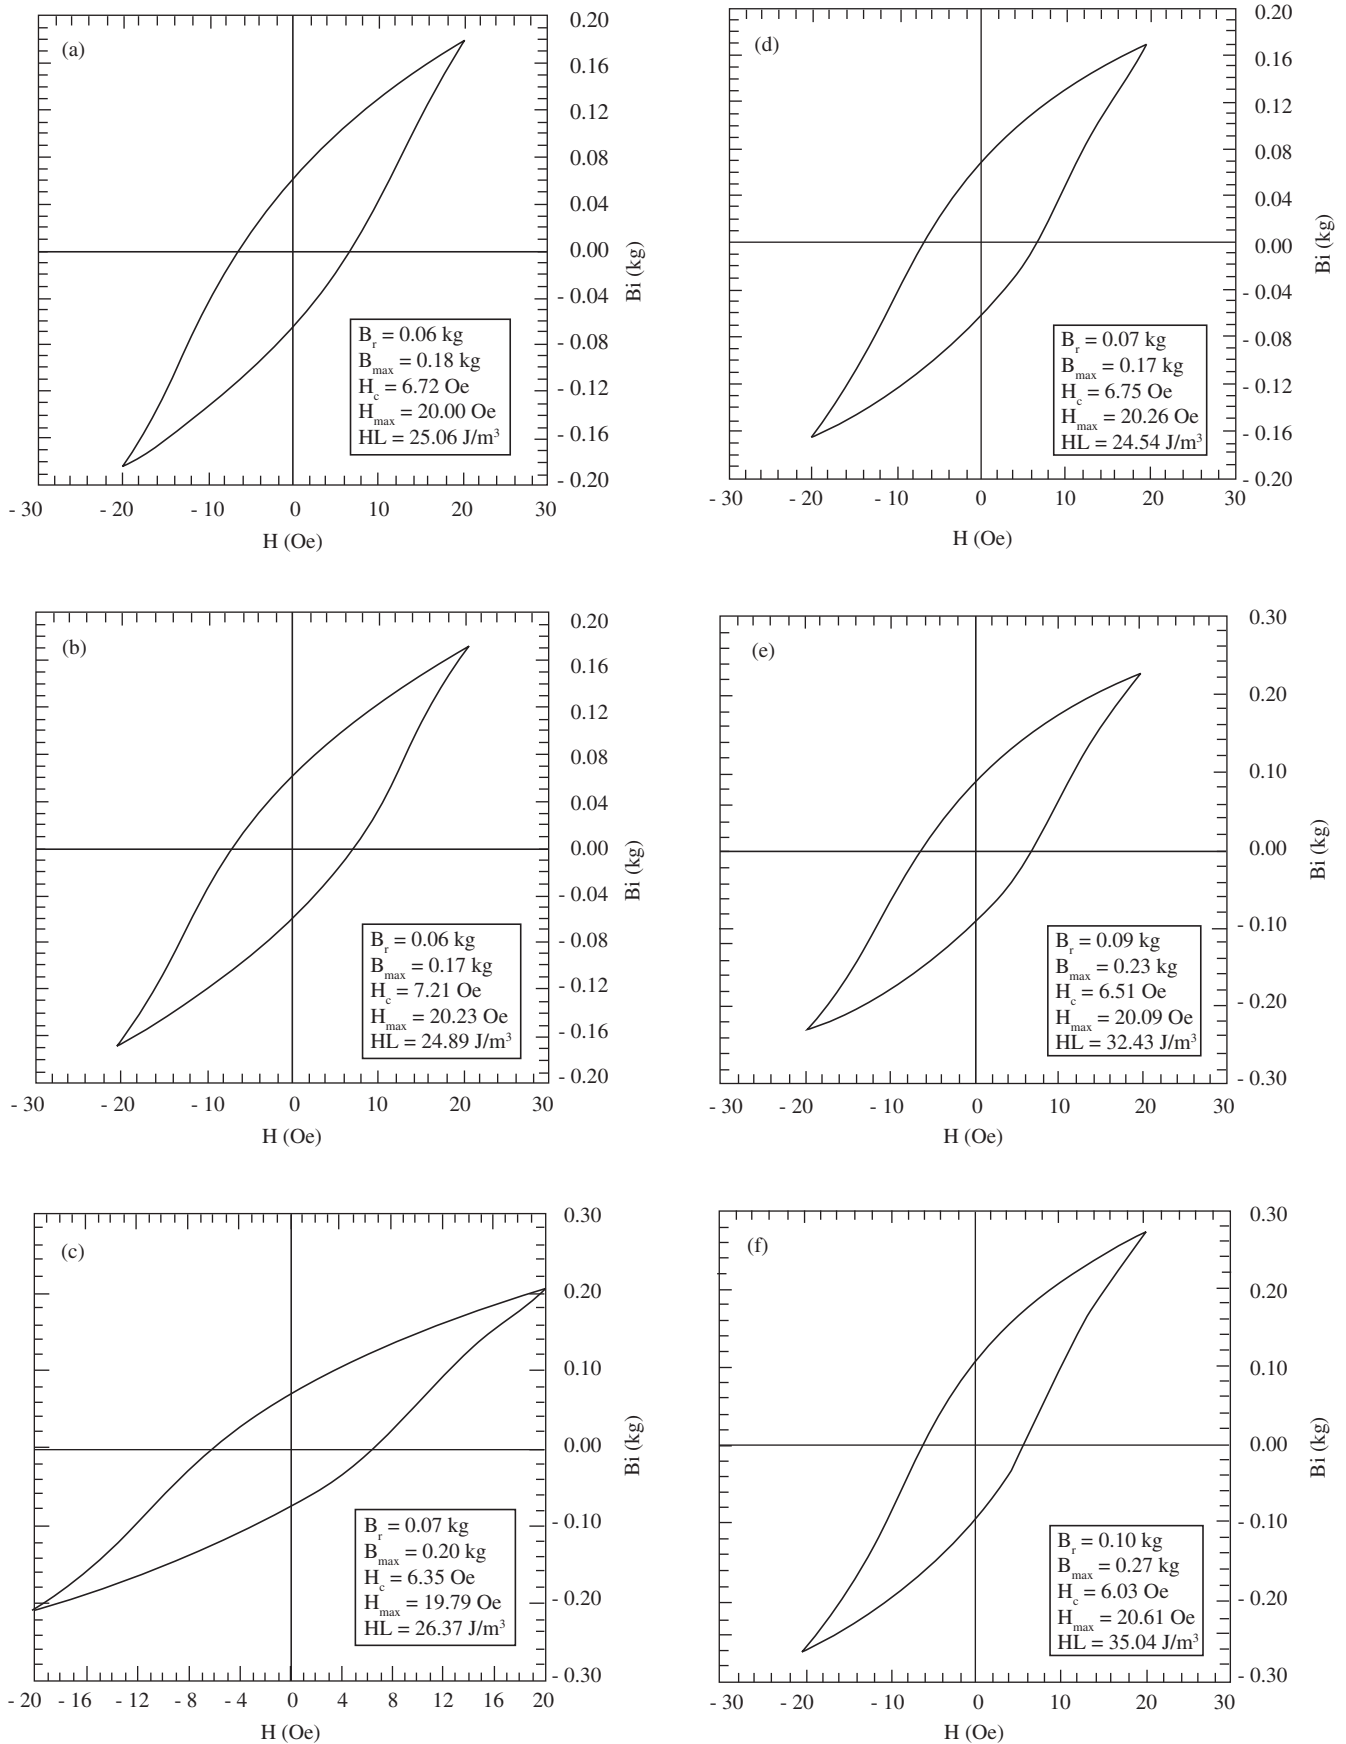 (a)
0.20
0.16
0.12
0.08
0.04
0.00
- 0.04
- 0.08
- 0.12
- 0.16
- 0.20
Bi (kg)
B_r = 0.06 kg
B_max = 0.18 kg
H_c = 6.72 Oe
H_max = 20.00 Oe
HL = 25.06 J/m³
- 30 - 20 - 10 0 10 20 30
H (Oe)
(d)
0.20
0.16
0.12
0.08
0.04
0.00
- 0.04
- 0.08
- 0.12
- 0.16
- 0.20
Bi (kg)
B_r = 0.07 kg
B_max = 0.17 kg
H_c = 6.75 Oe
H_max = 20.26 Oe
HL = 24.54 J/m³
- 30 - 20 - 10 0 10 20 30
H (Oe)
(b)
0.20
0.16
0.12
0.08
0.04
0.00
- 0.04
- 0.08
- 0.12
- 0.16
- 0.20
Bi (kg)
B_r = 0.06 kg
B_max = 0.17 kg
H_c = 7.21 Oe
H_max = 20.23 Oe
HL = 24.89 J/m³
- 30 - 20 - 10 0 10 20 30
H (Oe)
(e)
0.30
0.20
0.10
0.00
- 0.10
- 0.20
- 0.30
Bi (kg)
B_r = 0.09 kg
B_max = 0.23 kg
H_c = 6.51 Oe
H_max = 20.09 Oe
HL = 32.43 J/m³
- 30 - 20 - 10 0 10 20 30
H (Oe)
(c)
0.30
0.20
0.10
0.00
- 0.10
- 0.20
- 0.30
Bi (kg)
B_r = 0.07 kg
B_max = 0.20 kg
H_c = 6.35 Oe
H_max = 19.79 Oe
HL = 26.37 J/m³
- 20 - 16 - 12 8 - 4 0 4 8 12 16 20
H (Oe)
(f)
0.30
0.20
0.10
0.00
- 0.10
- 0.20
- 0.30
Bi (kg)
B_r = 0.10 kg
B_max = 0.27 kg
H_c = 6.03 Oe
H_max = 20.61 Oe
HL = 35.04 J/m³
- 30 - 20 - 10 0 10 20 30
H (Oe)